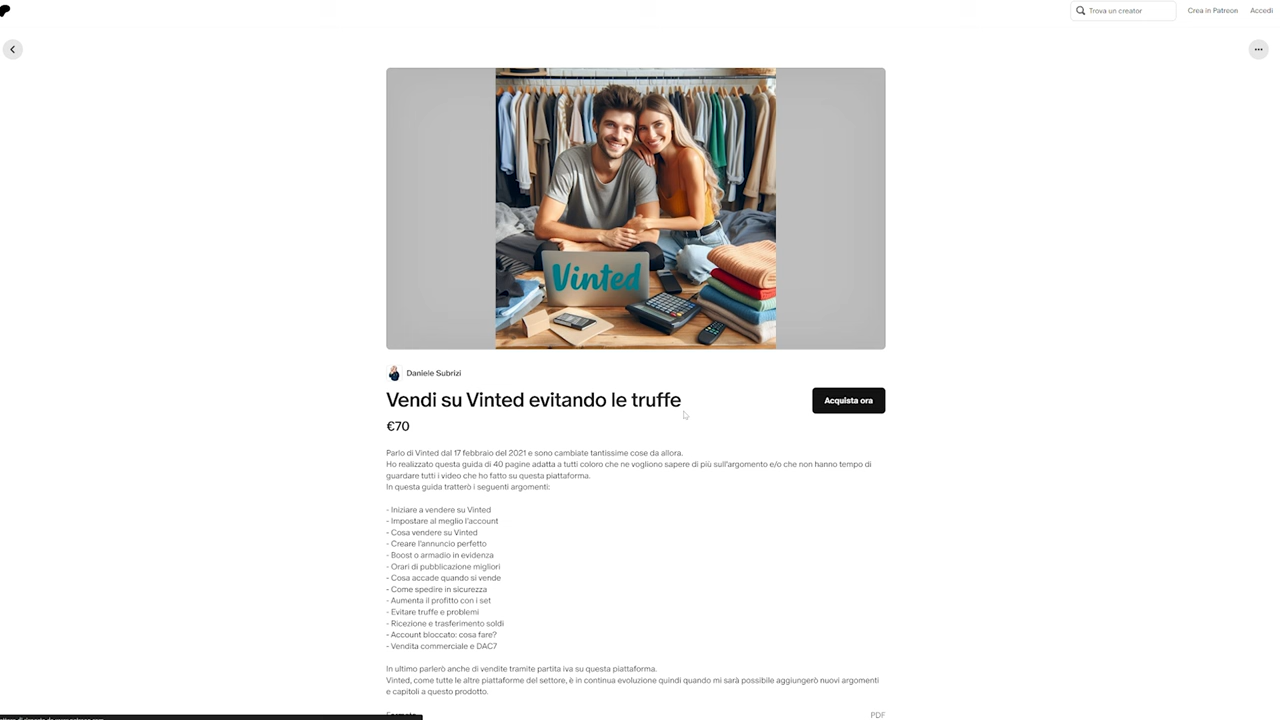 Trova un creator
Crea in Patreon
Accedi
Vinted
Daniele Subrizi
Vendi su Vinted evitando le truffe
Acquista ora
€70
Parlo di Vinted dal 17 febbraio del 2021 e sono cambiate tantissime cose da allora.
Ho realizzato questa guida di 40 pagine adatta a tutti coloro che ne vogliono sapere di più sull'argomento e/o che non hanno tempo di
guardare tutti i video che ho fatto su questa piattaforma.
In questa guida tratterò i seguenti argomenti:
- Iniziare a vendere su Vinted
- Impostare al meglio l'account
- Cosa vendere su Vinted
- Creare l'annuncio perfetto
- Boost o armadio in evidenza
- Orari di pubblicazione migliori
- Cosa accade quando si vende
- Come spedire in sicurezza
- Aumenta il profitto con i set
- Evitare truffe e problemi
- Ricezione e trasferimento soldi
- Account bloccato: cosa fare?
- Vendita commerciale e DAC7
In ultimo parlerò anche di vendite tramite partita iva su questa piattaforma.
Vinted, come tutte le altre piattaforme del settore, è in continua evoluzione quindi quando mi sarà possibile aggiungerò nuovi argomenti
e capitoli a questo prodotto.
PDF